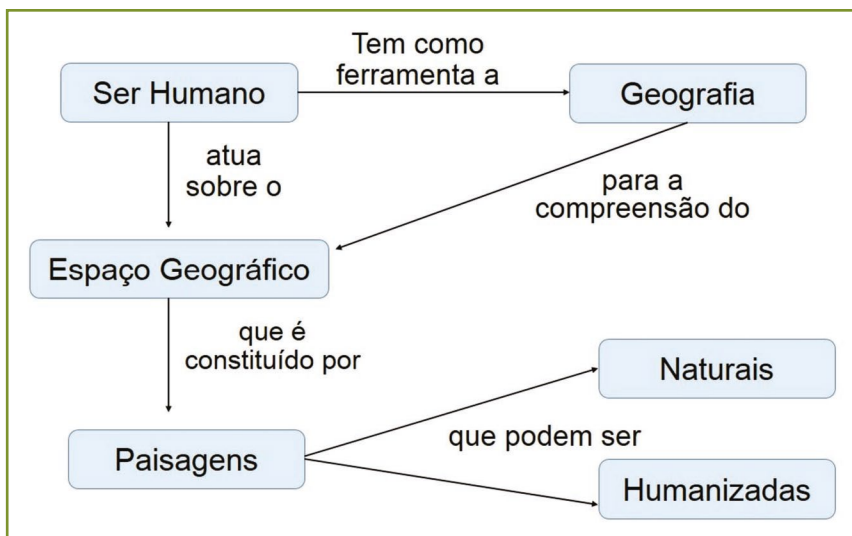 Tem como
ferramenta a
Ser Humano
Geografia
atua
sobre o
para a
compreensão do
Espaço Geográfico
que é
constituído por
Naturais
que podem ser
Paisagens
Humanizadas